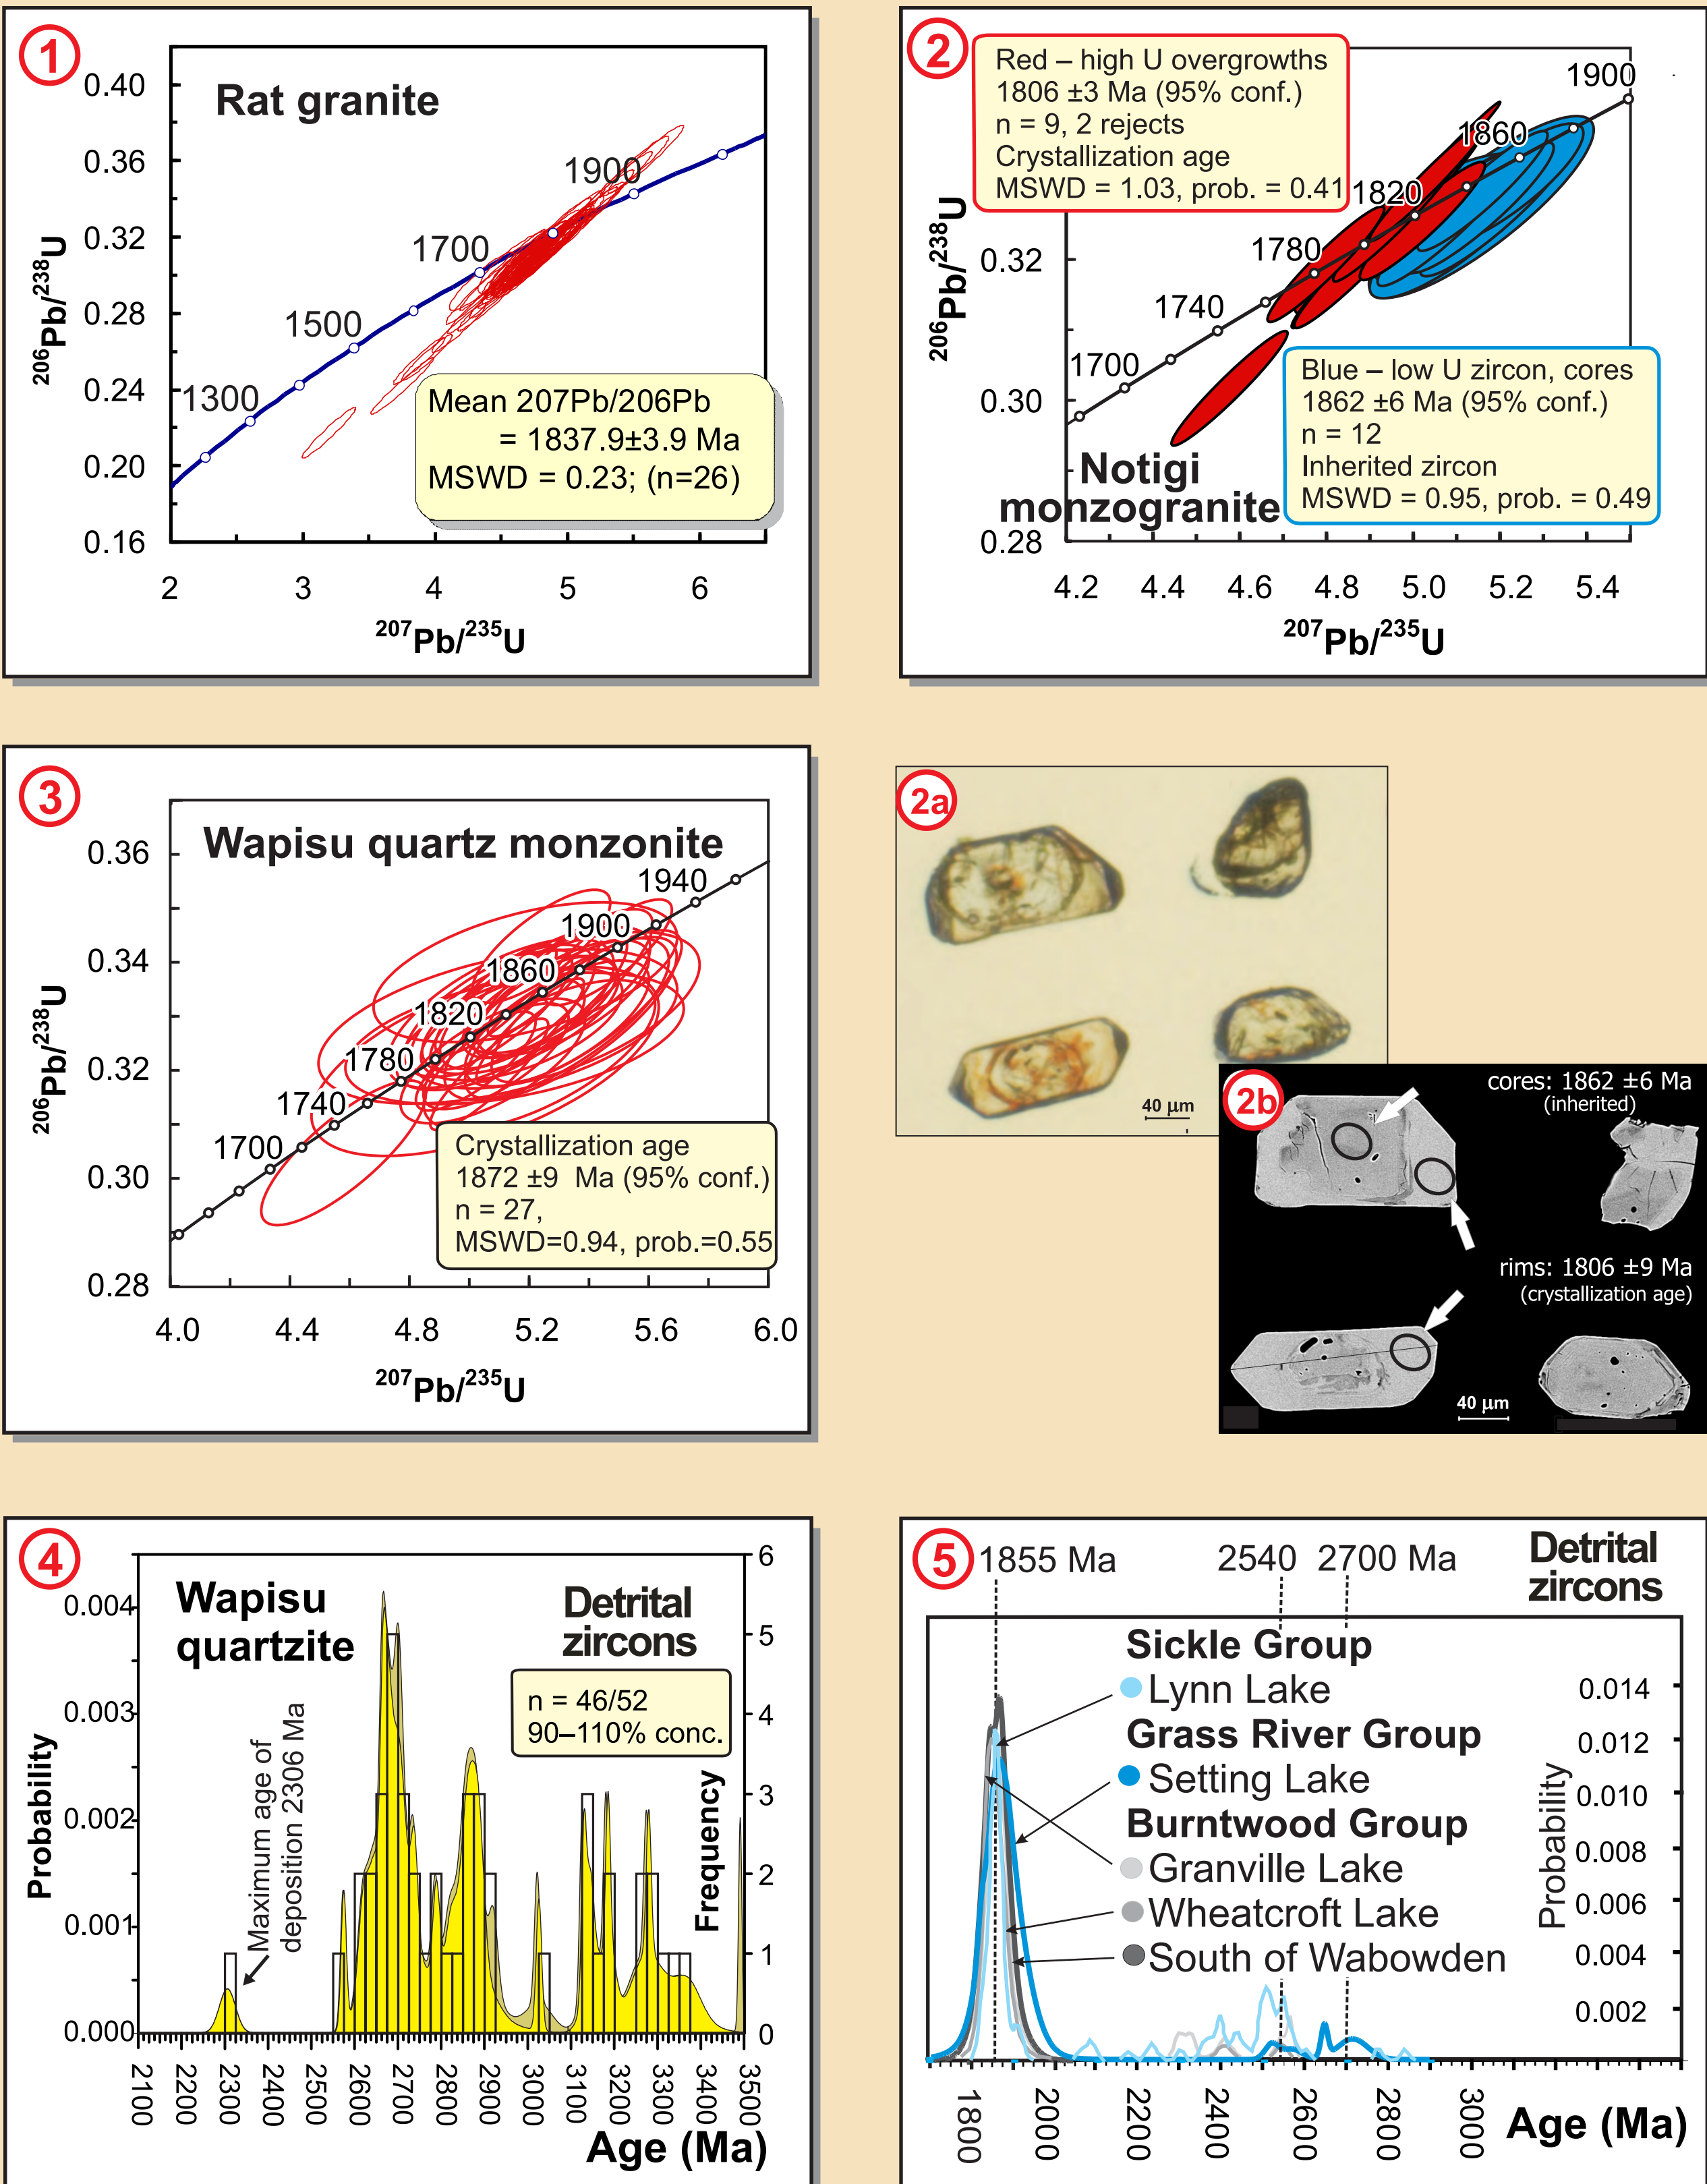 1
Rat granite
0.40
0.36
0.32
0.28
0.24
0.20
0.16
206Pb/238U
1900
1700
1500
1300
Mean 207Pb/206Pb
= 1837.9±3.9 Ma
MSWD = 0.23; (n=26)
2
3
4
5
6
207Pb/235U
2
Red – high U overgrowths
1806 ±3 Ma (95% conf.)
n = 9, 2 rejects
Crystallization age
MSWD = 1.03, prob. = 0.41
1900
1860
1820
1780
1740
1700
0.32
0.30
0.28
206Pb/238U
Blue – low U zircon, cores
1862 ±6 Ma (95% conf.)
n = 12
Inherited zircon
MSWD = 0.95, prob. = 0.49
Notigi
monzogranite
4.2
4.4
4.6
4.8
5.0
5.2
5.4
207Pb/235U
3
Wapisu quartz monzonite
0.36
0.34
0.32
0.30
0.28
206Pb/238U
1940
1900
1860
1820
1780
1740
1700
Crystallization age
1872 ±9 Ma (95% conf.)
n = 27,
MSWD=0.94, prob.=0.55
4.0
4.4
4.8
5.2
5.6
6.0
207Pb/235U
2a
40 µm
2b
cores: 1862 ±6 Ma
(inherited)
rims: 1806 ±9 Ma
(crystallization age)
40 µm
4
Wapisu
quartzite
Detrital
zircons
n = 46/52
90–110% conc.
Maximum age of
deposition 2306 Ma
0.004
0.003
0.002
0.001
0.000
Probability
6
5
4
3
2
1
0
Frequency
2100
2200
2300
2400
2500
2600
2700
2800
2900
3000
3100
3200
3300
3400
3500
Age (Ma)
5
1855 Ma
2540
2700 Ma
Detrital
zircons
Sickle Group
Lynn Lake
Grass River Group
Setting Lake
Burntwood Group
Granville Lake
Wheatcroft Lake
South of Wabowden
0.014
0.012
0.010
0.008
0.006
0.004
0.002
Probability
1800
2000
2200
2400
2600
2800
3000
Age (Ma)